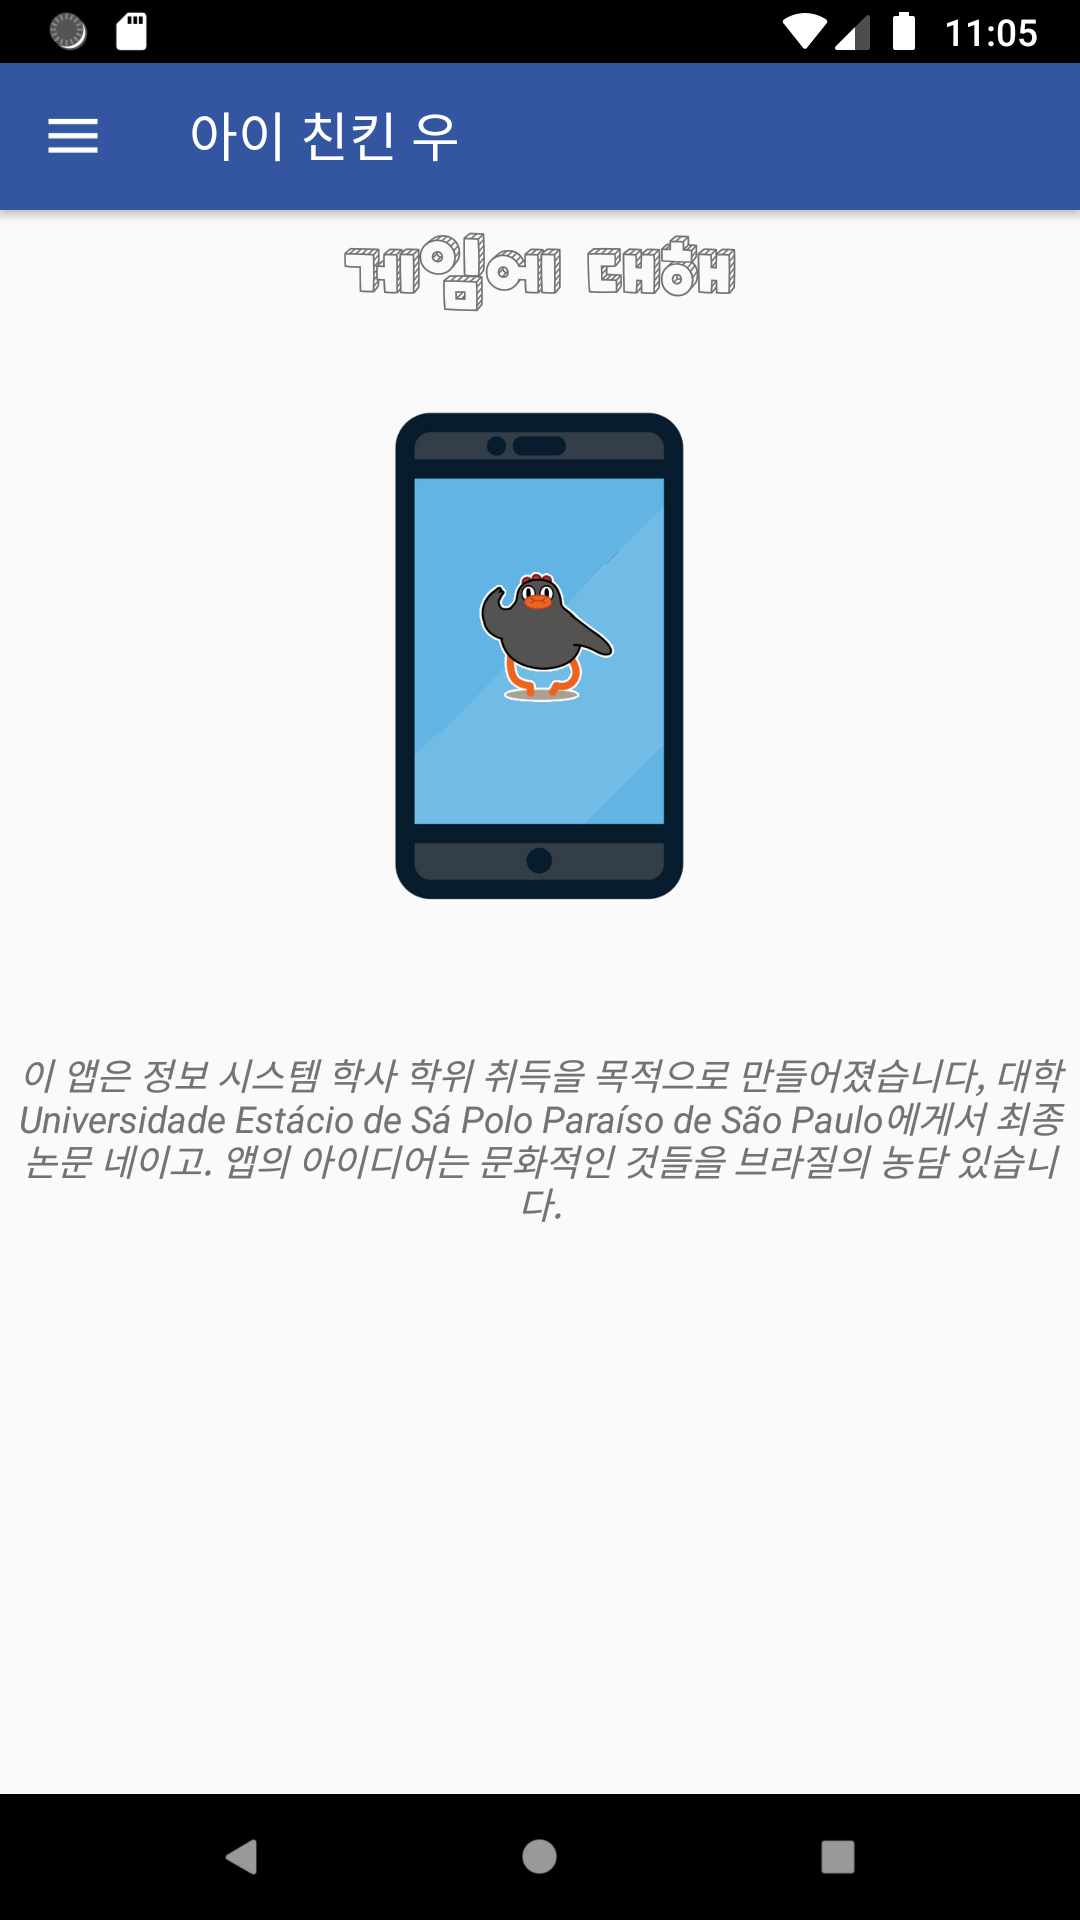 11:05
아이 친킨 우
게임에 대해
이 앱은 정보 시스템 학사 학위 취득을 목적으로 만들어졌습니다, 대학
Universidade Estácio de Sá Polo Paraíso de São Paulo에게서 최종
논문 네이고. 앱의 아이디어는 문화적인 것들을 브라질의 농담 있습니
다.